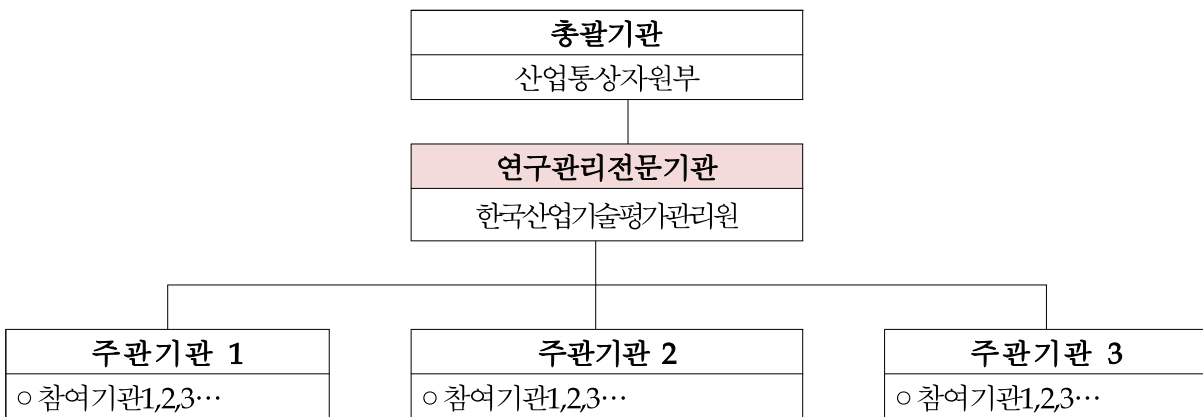 총괄기관
산업통상자원부
연구관리전문기관
한국산업기술평가관리원
주관기관 1
○ 참여기관1,2,3…
주관기관 2
○ 참여기관1,2,3…
주관기관 3
○ 참여기관1,2,3…